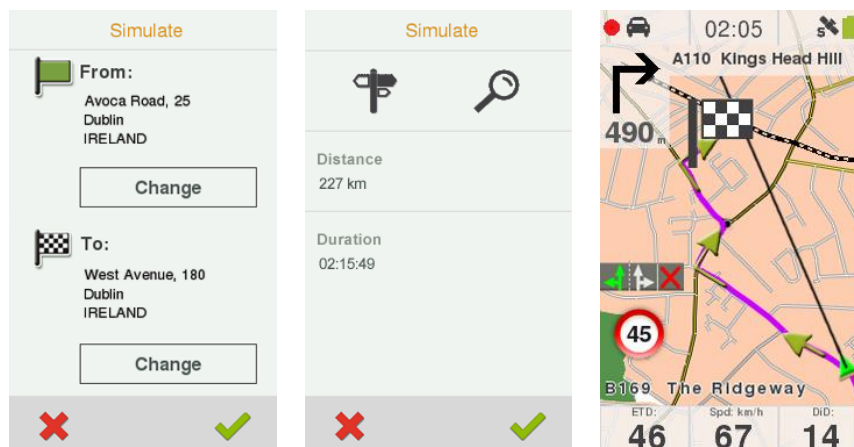 Simulate
From:
Avoca Road, 25
Dublin
IRELAND
Change
To:
West Avenue, 180
Dublin
IRELAND
Change
Simulate
Distance
227 km
Duration
02:15:49
02:05
S
A110 Kings Head Hill
490 m
45
B169 The Ridgeway
ETD: Spd: km/h DiD:
46 67 14